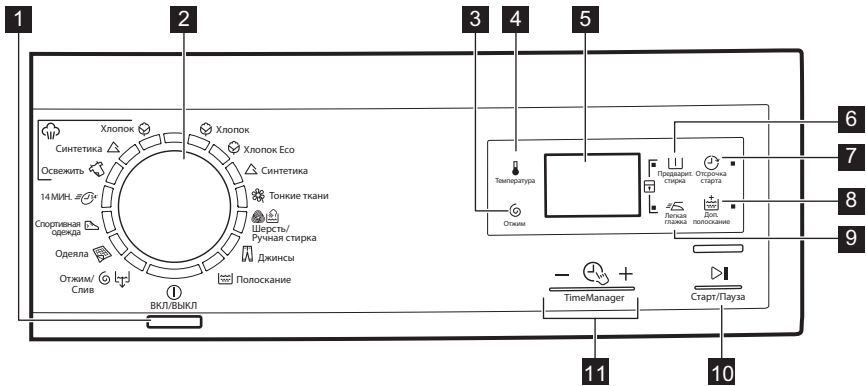 1
2
3
4
5
6
7
8
9
10
11
Хлопок
Синтетика
Освежить
14 МИН.
Спортивная
одежда
Одеяла
Отжим/
Слив
ВКЛ/ВЫКЛ
Хлопок
Хлопок Eco
Синтетика
Тонкие ткани
Шерсть/
Ручная стирка
Джинсы
Полоскание
Температура
Отжим
Предварит.
стирка
Отсрочка
старта
Легкая
глажка
Доп.
полоскание
TimeManager
Старт/Пауза